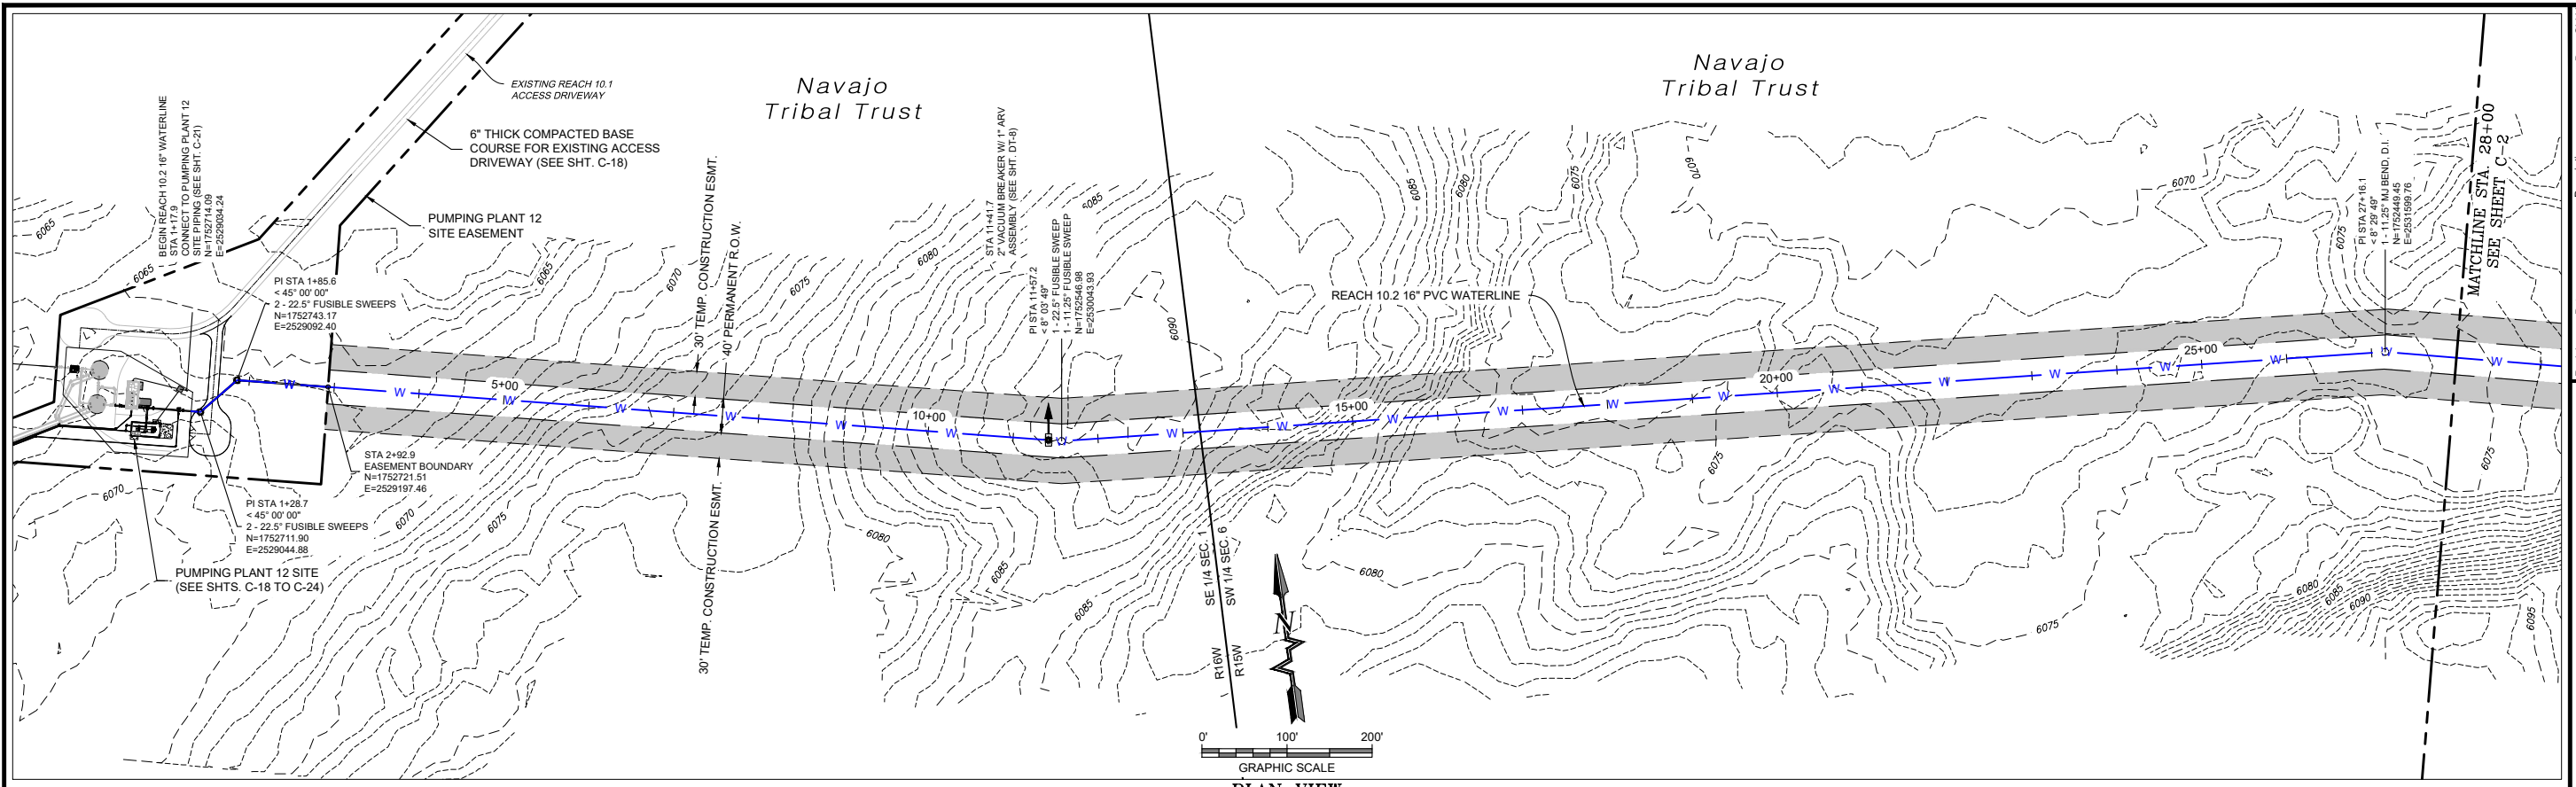 EXISTING REACH 10.1
ACCESS DRIVEWAY
6" THICK COMPACTED BASE
COURSE FOR EXISTING ACCESS
DRIVEWAY (SEE SHT. C-18)
PUMPING PLANT 12
SITE EASEMENT
Navajo
Tribal Trust
Navajo
Tribal Trust
BEGIN REACH 10.2 16" WATERLINE
STA 1+17.9
CONNECT TO PUMPING PLANT 12
SITE PIPING (SEE SHT. C-21)
N=1752714.09
E=2529034.24
PI STA 1+85.6
< 45° 00' 00"
2 - 22.5° FUSIBLE SWEEPS
N=1752743.17
E=2529092.40
STA 2+92.9
EASEMENT BOUNDARY
N=1752721.51
E=2529197.46
PI STA 1+28.7
< 45° 00' 00"
2 - 22.5° FUSIBLE SWEEPS
N=1752711.90
E=2529044.88
PUMPING PLANT 12 SITE
(SEE SHTS. C-18 TO C-24)
30' TEMP. CONSTRUCTION ESMT.
40' PERMANENT R.O.W.
30' TEMP. CONSTRUCTION ESMT.
STA 11+41.7
2" VACUUM BREAKER W/ 1" ARV
ASSEMBLY (SEE SHT. DT-8)
PI STA 11+57.2
< 8° 03' 49"
1 - 22.5° FUSIBLE SWEEP
1 - 11.25° FUSIBLE SWEEP
N=1752546.98
E=2530043.93
REACH 10.2 16" PVC WATERLINE
PI STA 27+16.1
< 8° 29' 49"
1 - 11.25° MJ BEND, D.I.
N=1752449.45
E=2531599.76
MATCHLINE STA. 28+00
SEE SHEET C-2
5+00
10+00
15+00
20+00
25+00
W W W W W W W W W W W W W W W W W W W W W
6065
6065
6065
6070
6070
6070
6075
6075
6080
6080
6085
6085
6085
6090
6085
6080
6075
6070
6070
6075
6075
6075
6080
6075
6080
6085
6090
6095
SE 1/4 SEC. 1
SW 1/4 SEC. 6
R16W
R15W
N
0' 100' 200'
GRAPHIC SCALE
PLAN VIEW